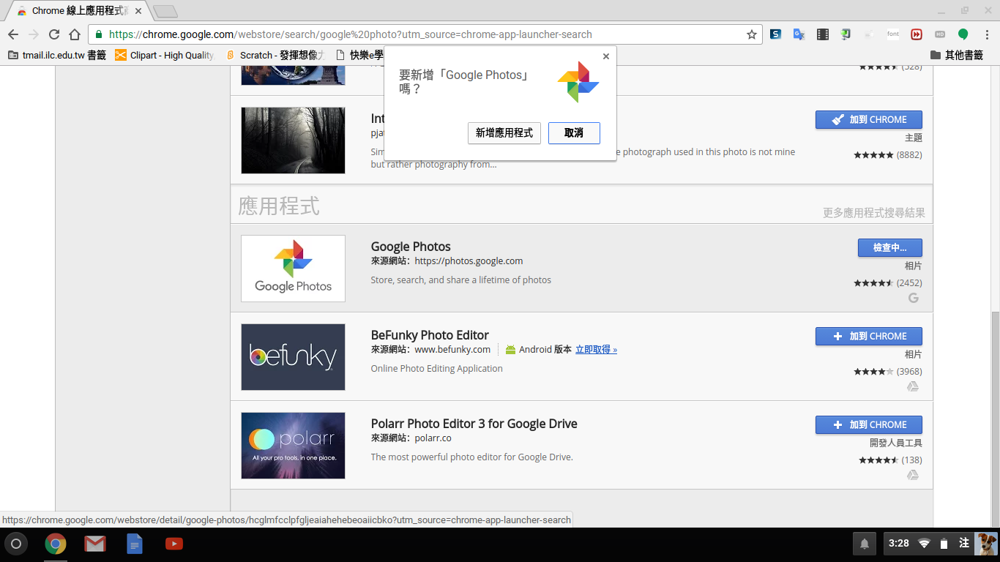 Chrome 線上應用程式商
https://chrome.google.com/webstore/search/google%20photo?utm_source=chrome-app-launcher-search
font
HD
tmail.ilc.edu.tw 書籤
Clipart - High Quality
Scratch - 發揮想像力
快樂e學
其他書籤
要新增「Google Photos」
嗎？
新增應用程式
取消
(328)
Int
pja
Sim
e photograph used in this photo is not mine
but rather photography from...
加到 CHROME
主題
(8882)
應用程式
更多應用程式搜尋結果
Google Photos
Google Photos
來源網站： https://photos.google.com
Store, search, and share a lifetime of photos
檢查中...
相片
(2452)
befunky
BeFunky Photo Editor
來源網站： www.befunky.com
Android 版本 立即取得 »
Online Photo Editing Application
加到 CHROME
相片
(3968)
polarr
All your pro tools, in one place.
Polarr Photo Editor 3 for Google Drive
來源網站： polarr.co
The most powerful photo editor for Google Drive.
加到 CHROME
開發人員工具
(138)
https://chrome.google.com/webstore/detail/google-photos/hcglmfcclpfgljeaiahehebeoaiicbko?utm_source=chrome-app-launcher-search
3:28
注